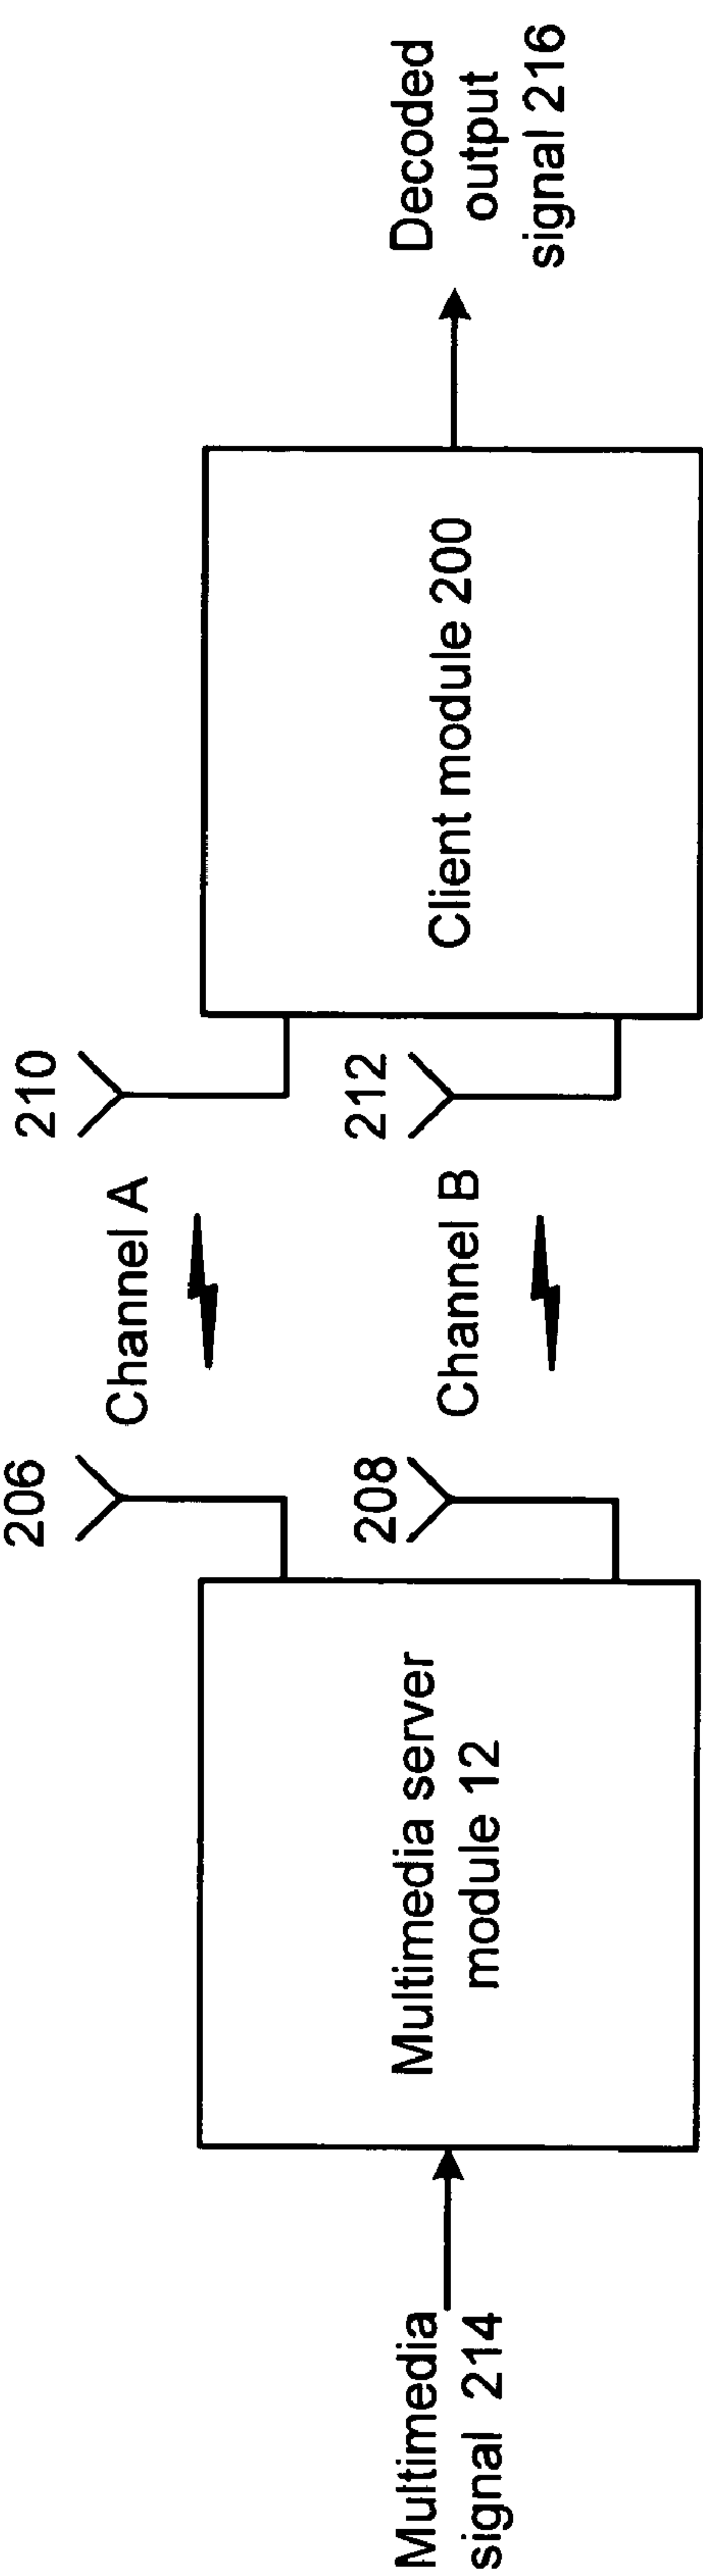 Multimedia
signal 214
Multimedia server
module 12
206
208
Channel A
Channel B
210
212
Client module 200
Decoded
output
signal 216